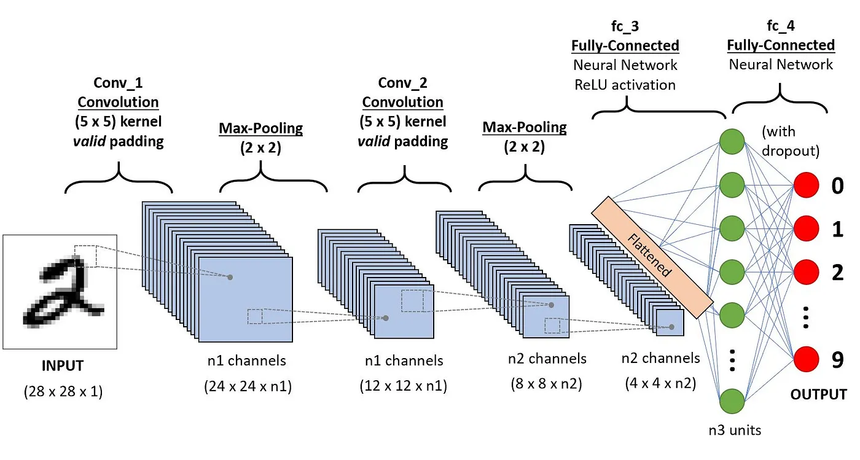 Conv_1
Convolution
(5 x 5) kernel
valid padding
Max-Pooling
(2 x 2)
Conv_2
Convolution
(5 x 5) kernel
valid padding
Max-Pooling
(2 x 2)
fc_3
Fully-Connected
Neural Network
ReLU activation
fc_4
Fully-Connected
Neural Network
(with
dropout)
Flattened
0
1
2
9
OUTPUT
2
INPUT
(28 x 28 x 1)
n1 channels
(24 x 24 x n1)
n1 channels
(12 x 12 x n1)
n2 channels
(8 x 8 x n2)
n2 channels
(4 x 4 x n2)
n3 units